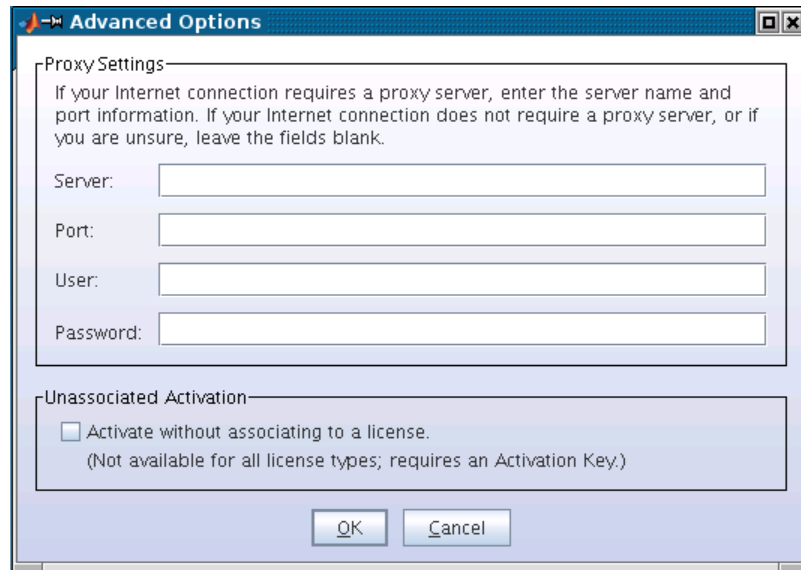 Advanced Options
Proxy Settings
If your Internet connection requires a proxy server, enter the server name and
port information. If your Internet connection does not require a proxy server, or if
you are unsure, leave the fields blank.
Server:
Port:
User:
Password:
Unassociated Activation
Activate without associating to a license.
(Not available for all license types; requires an Activation Key.)
OK
Cancel